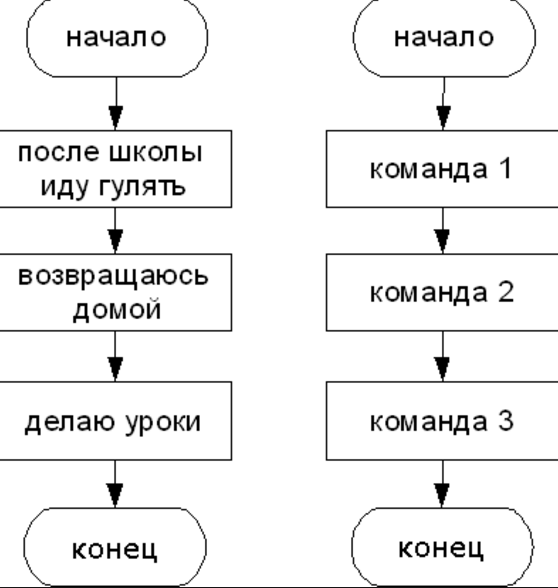 начало
после школы
иду гулять
возвращаюсь
домой
делаю уроки
конец
начало
команда 1
команда 2
команда 3
конец